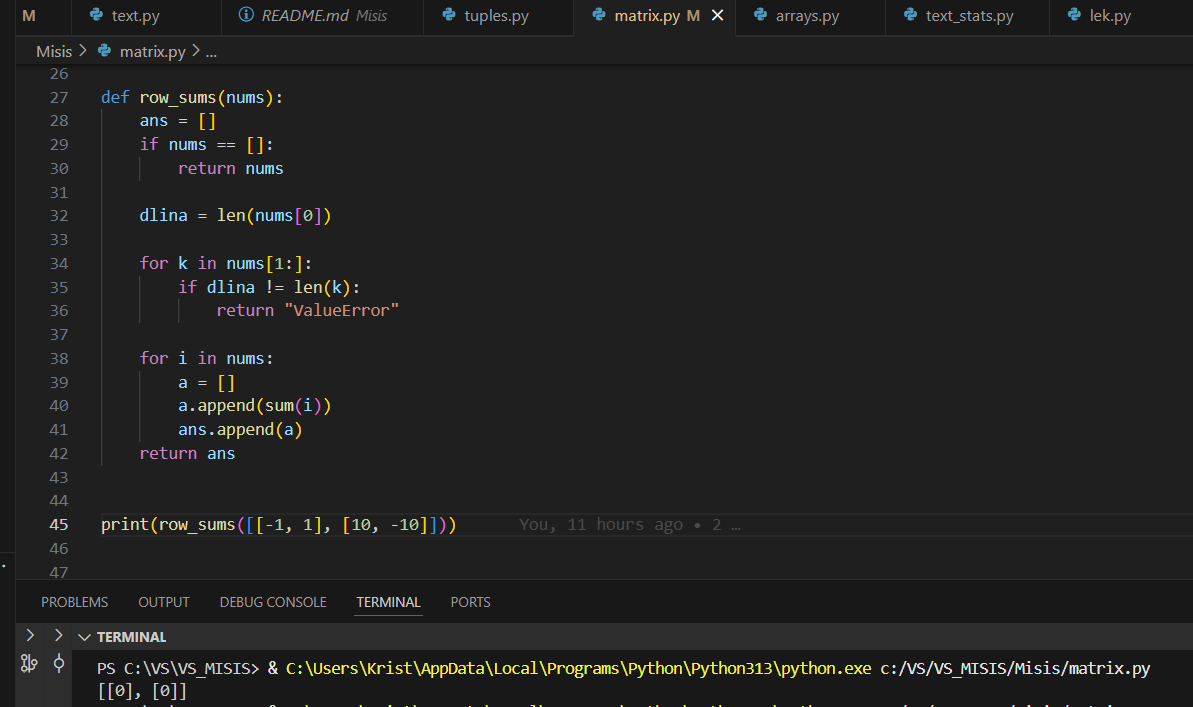 M text.py README.md Misis tuples.py matrix.py M arrays.py text_stats.py lek.py
Misis > matrix.py > ...
26
27 def row_sums(nums):
28     ans = []
29     if nums == []:
30         return nums
31
32     dlina = len(nums[0])
33
34     for k in nums[1:]:
35         if dlina != len(k):
36             return "ValueError"
37
38     for i in nums:
39         a = []
40         a.append(sum(i))
41         ans.append(a)
42     return ans
43
44
45 print(row_sums([[-1, 1], [10, -10]])) You, 11 hours ago • 2 …
46
47
PROBLEMS OUTPUT DEBUG CONSOLE TERMINAL PORTS
TERMINAL
PS C:\VS\VS_MISIS> & C:\Users\Krist\AppData\Local\Programs\Python\Python313\python.exe c:/VS/VS_MISIS/Misis/matrix.py
[[0], [0]]